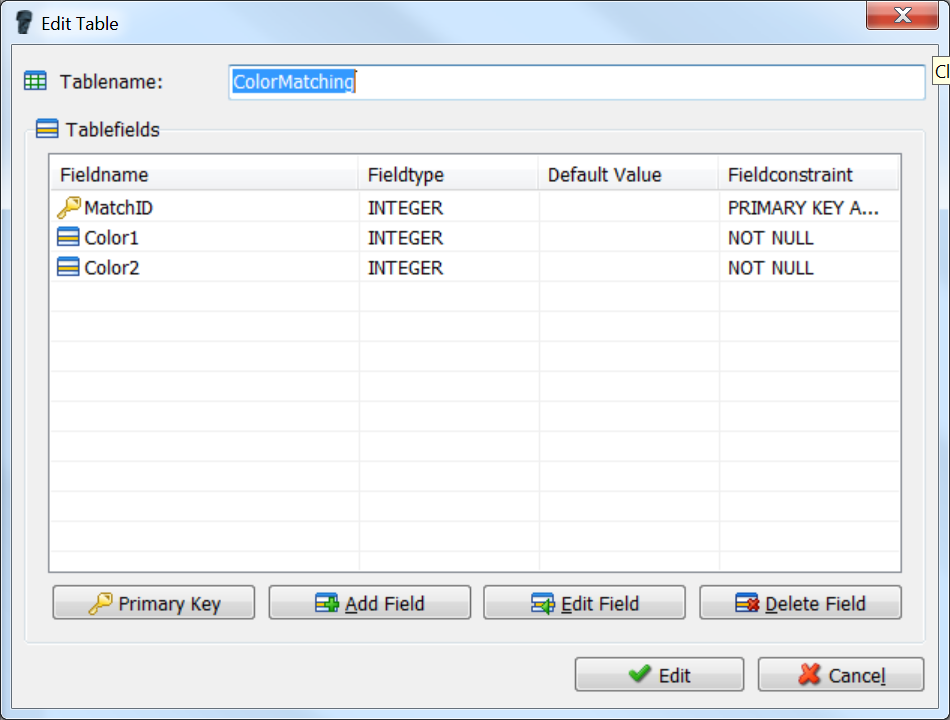 Edit Table
Cl
Tablename: ColorMatching
Tablefields
Fieldname Fieldtype Default Value Fieldconstraint
MatchID INTEGER PRIMARY KEY A...
Color1 INTEGER NOT NULL
Color2 INTEGER NOT NULL
Primary Key Add Field Edit Field Delete Field
Edit Cancel